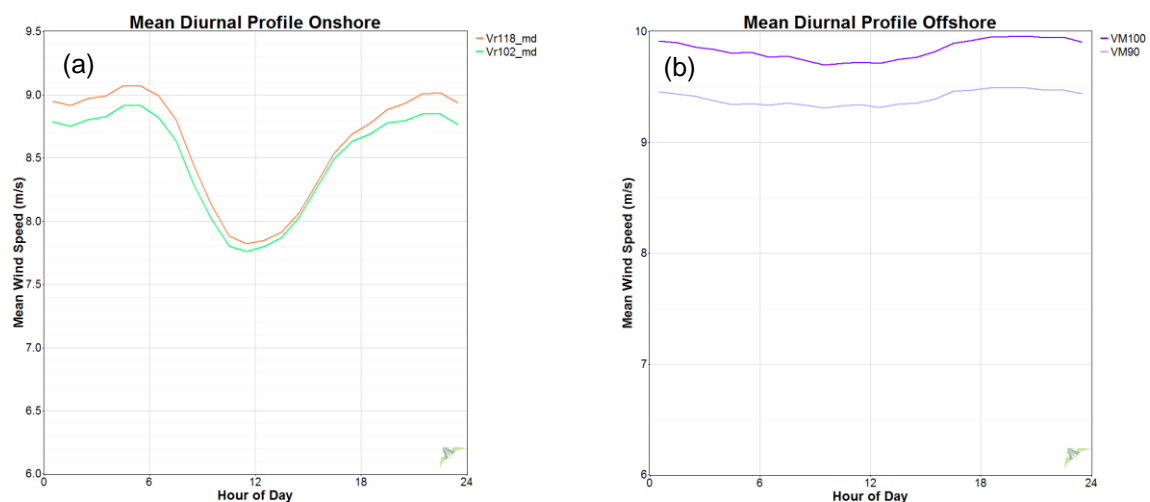 Mean Diurnal Profile Onshore
(a)
Vr118_md
Vr102_md
Mean Wind Speed (m/s)
9.5
9.0
8.5
8.0
7.5
7.0
6.5
6.0
0
6
12
18
24
Hour of Day
Mean Diurnal Profile Offshore
(b)
VM100
VM90
Mean Wind Speed (m/s)
10
9
8
7
6
0
6
12
18
24
Hour of Day